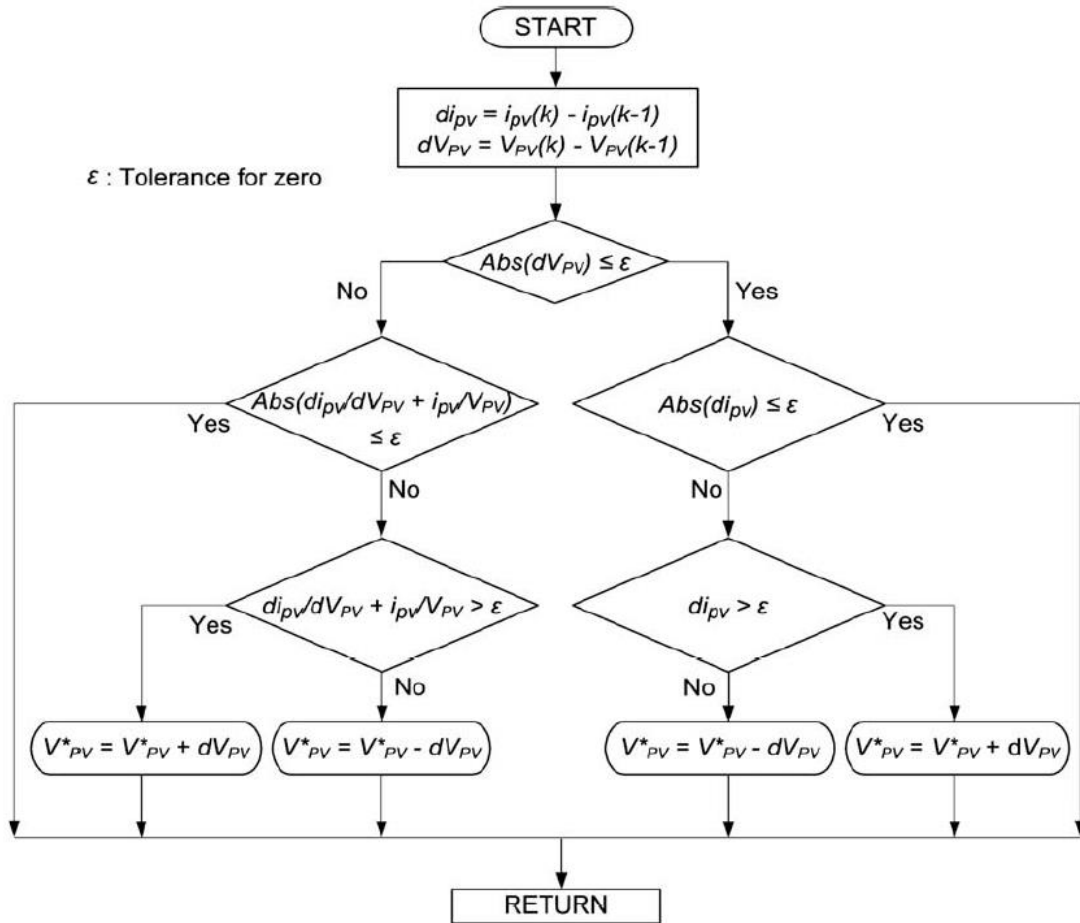 START
di_PV = i_PV(k) - i_PV(k-1)
dV_PV = V_PV(k) - V_PV(k-1)
ε : Tolerance for zero
Abs(dV_PV) ≤ ε
No
Yes
Abs(di_PV/dV_PV + i_PV/V_PV)
≤ ε
Yes
No
Abs(di_PV) ≤ ε
Yes
No
di_PV/dV_PV + i_PV/V_PV > ε
Yes
No
di_PV > ε
Yes
No
V*_PV = V*_PV + dV_PV
V*_PV = V*_PV - dV_PV
V*_PV = V*_PV - dV_PV
V*_PV = V*_PV + dV_PV
RETURN